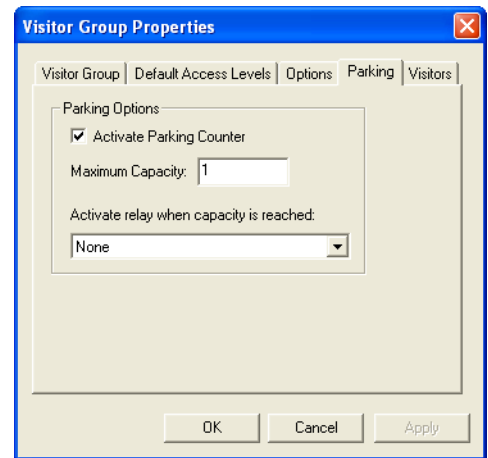 Visitor Group Properties
Visitor Group Default Access Levels Options Parking Visitors
Parking Options
Activate Parking Counter
Maximum Capacity: 1
Activate relay when capacity is reached:
None
OK Cancel Apply